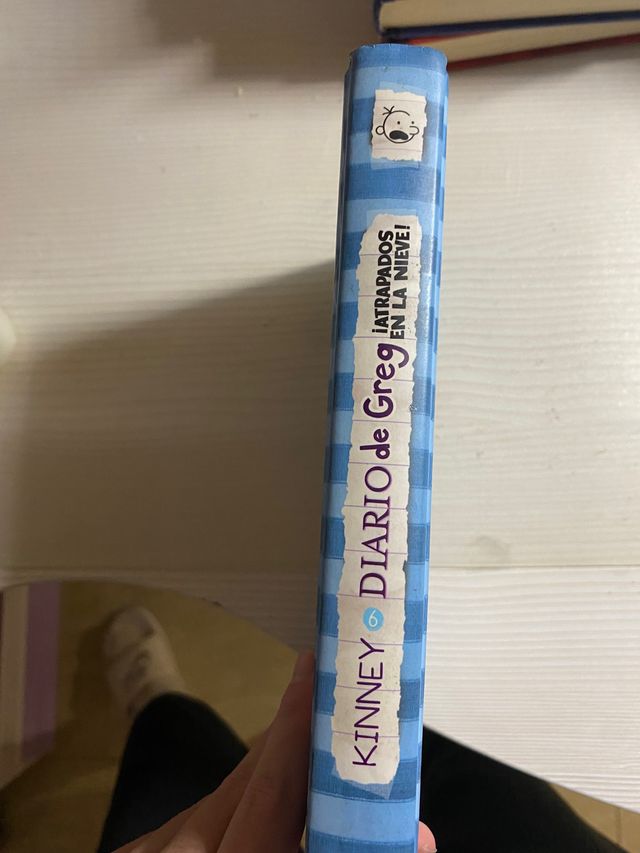 KINNEY 6 DIARIO de Greg
¡ATRAPADOS
EN LA NIEVE!